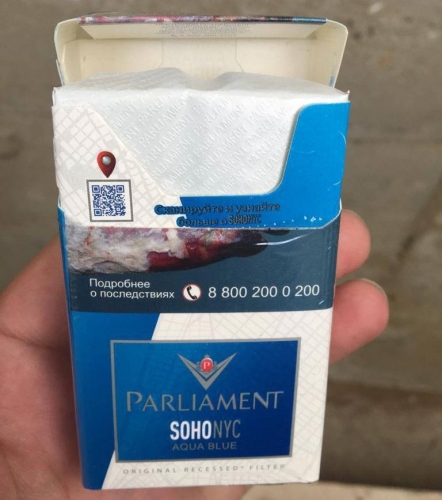 Сканируйте и узнайте
больше о SOHONYC
Подробнее
о последствиях
8 800 200 0 200
P
PARLIAMENT
SOHONYC
AQUA BLUE
ORIGINAL RECESSED FILTER